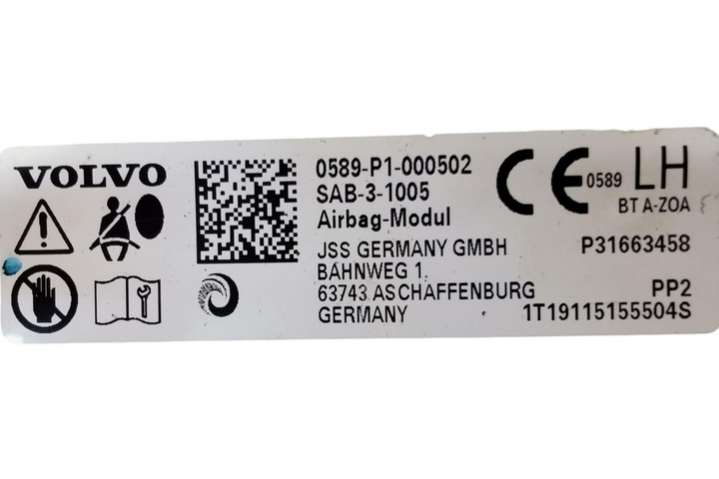 VOLVO
0589-P1-000502
SAB-3-1005
Airbag-Modul
JSS GERMANY GMBH
BAHNWEG 1,
63743 ASCHAFFENBURG
GERMANY
CE 0589 LH
BT A-ZOA
P31663458
PP2
1T19115155504S